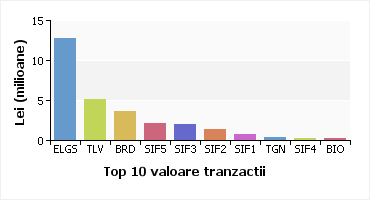 Lei (milioane)
15
10
5
0
ELGS TLV BRD SIF5 SIF3 SIF2 SIF1 TGN SIF4 BIO
Top 10 valoare tranzactii